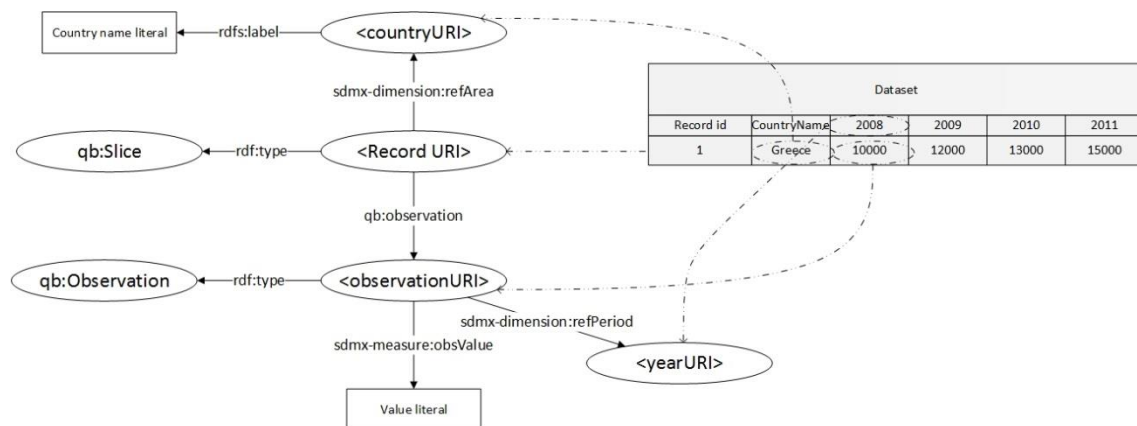 Country name literal
rdfs:label
<countryURI>
sdmx-dimension:refArea
Dataset
Record id CountryName 2008 2009 2010 2011
1 Greece 10000 12000 13000 15000
qb:Slice
rdf:type
<Record URI>
qb:observation
qb:Observation
rdf:type
<observationURI>
sdmx-dimension:refPeriod
sdmx-measure:obsValue
<yearURI>
Value literal